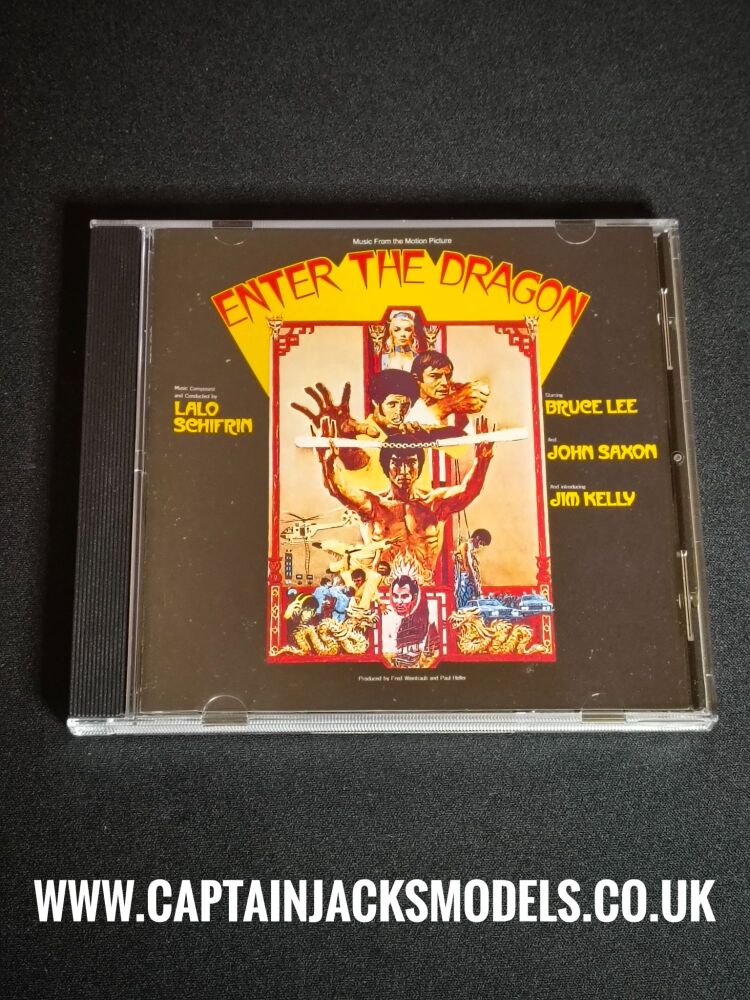 Music From the Motion Picture
ENTER THE DRAGON
Music Composed
and Conducted by
LALO
SCHIFRIN
Starring
BRUCE LEE
And
JOHN SAXON
And introducing
JIM KELLY
Produced by Fred Weintraub and Paul Heller
WWW.CAPTAINJACKSMODELS.CO.UK